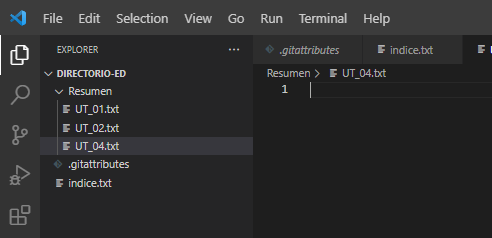 File Edit Selection View Go Run Terminal Help
EXPLORER
.gitattributes
indice.txt
DIRECTORIO-ED
Resumen > UT_04.txt
Resumen
1
UT_01.txt
UT_02.txt
UT_04.txt
.gitattributes
indice.txt